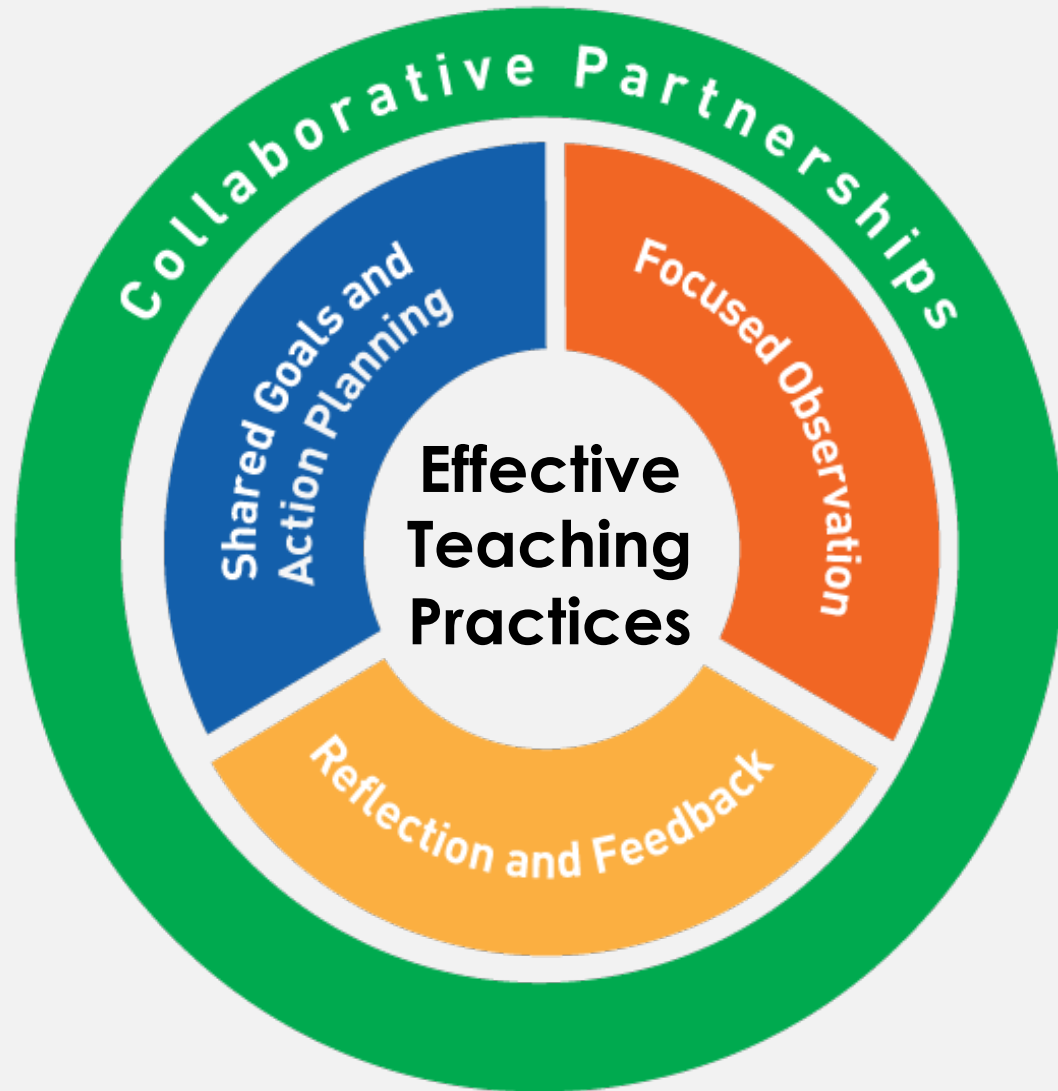 Collaborative Partnerships
Shared Goals and
Action Planning
Focused Observation
Effective
Teaching
Practices
Reflection and Feedback